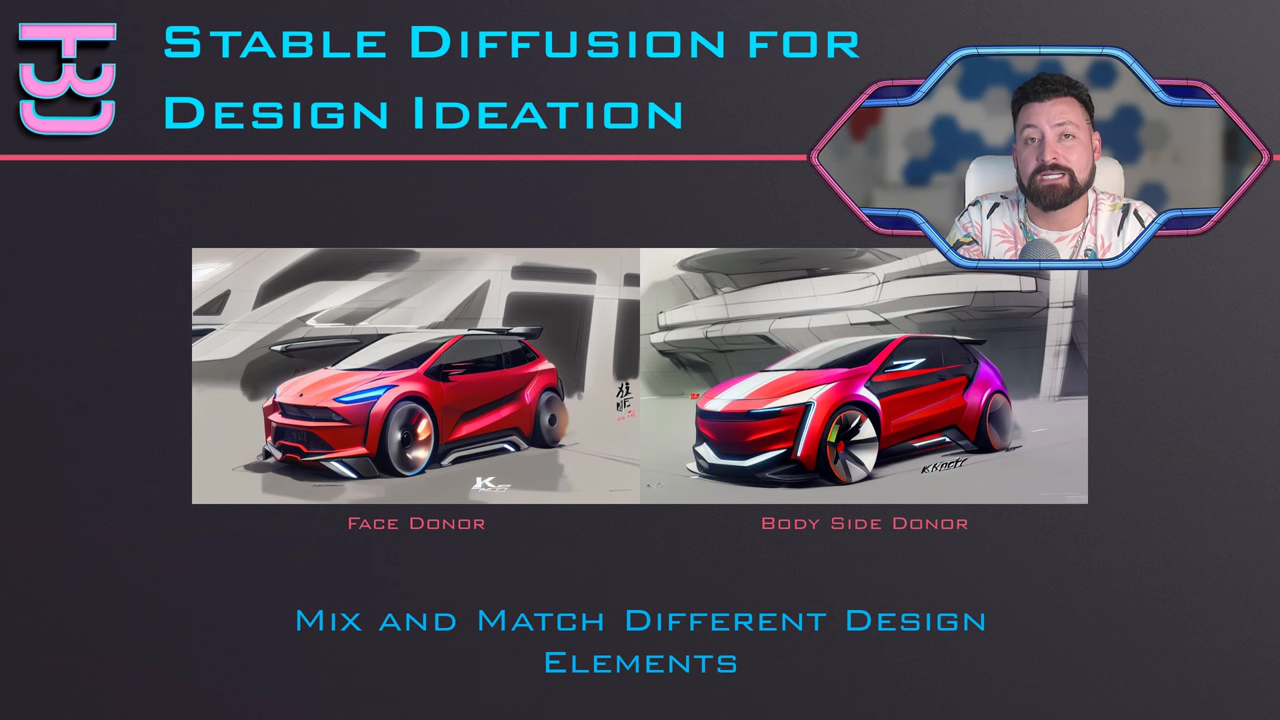 Stable Diffusion for
Design Ideation
Face Donor
Body Side Donor
Mix and Match Different Design
Elements